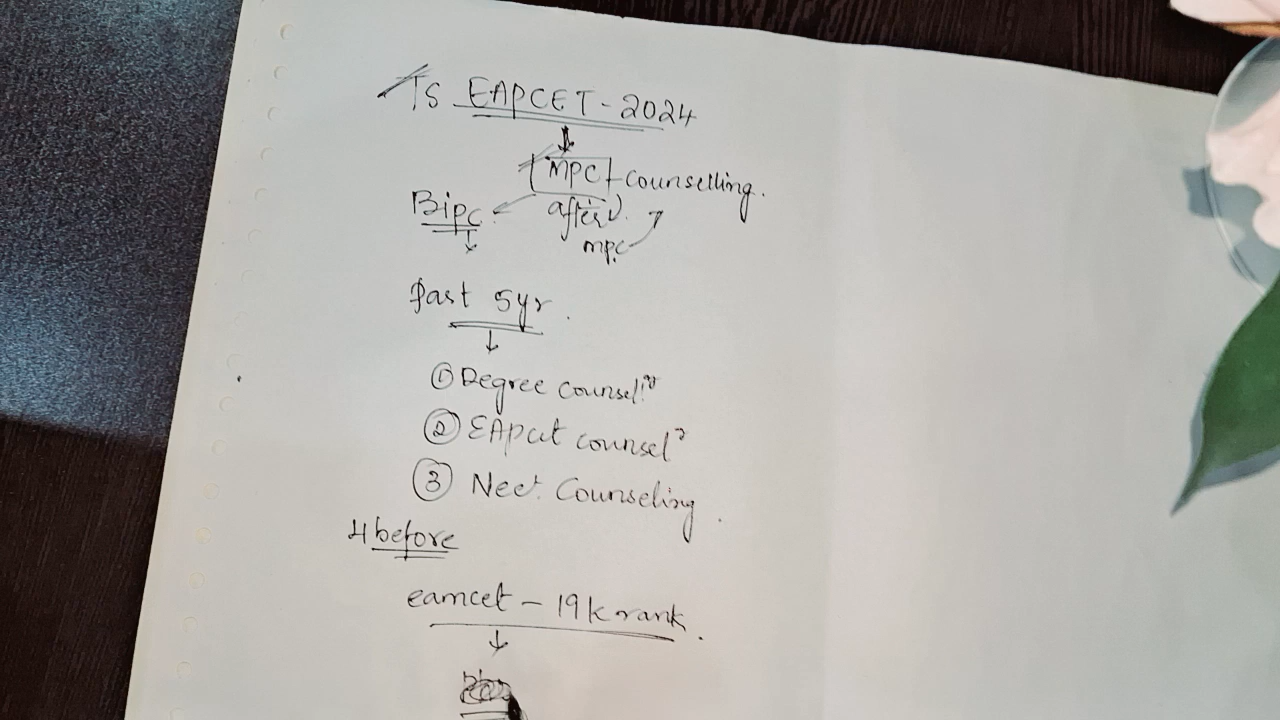 Ts EAPCET - 2024
MPC - counselling.
Bipc
after
mpc
past 5yr.
① Degree counsel
② EApcet counsel
③ Neet Counseling.
4 before
eamcet - 19k rank.